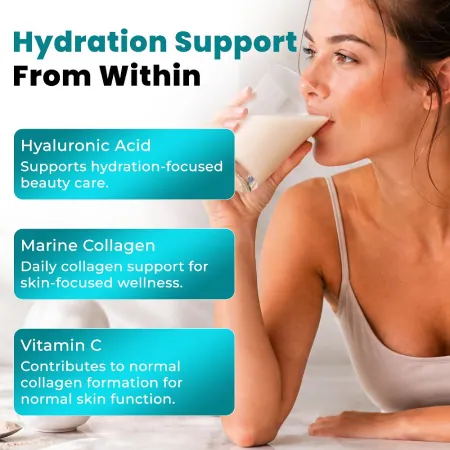 Hydration Support
From Within
Hyaluronic Acid
Supports hydration-focused
beauty care.
Marine Collagen
Daily collagen support for
skin-focused wellness.
Vitamin C
Contributes to normal
collagen formation for
normal skin function.